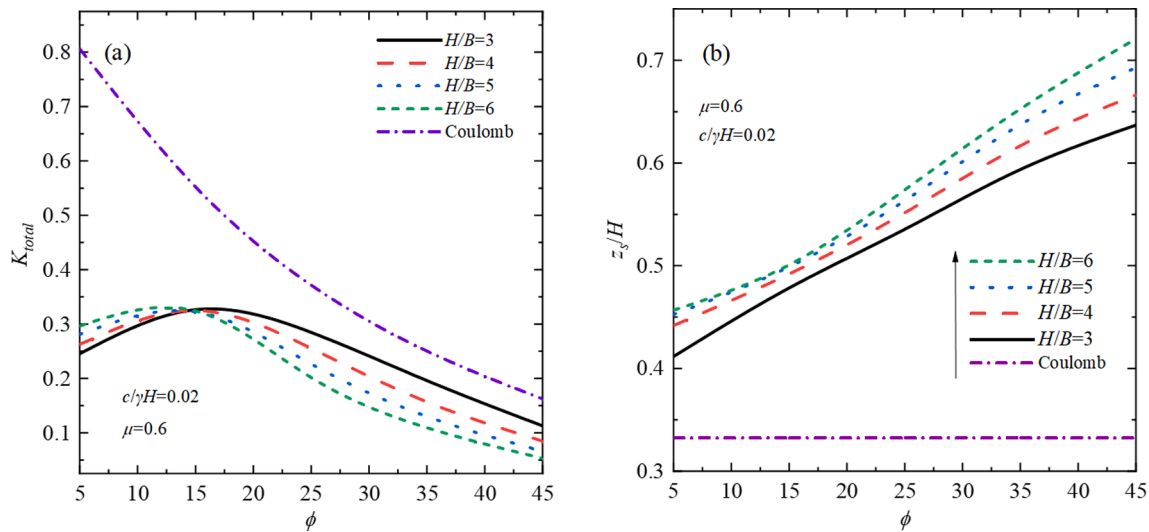 (a)
H/B=3
H/B=4
H/B=5
H/B=6
Coulomb
c/γH=0.02
μ=0.6
K_total
0.8
0.7
0.6
0.5
0.4
0.3
0.2
0.1
5 10 15 20 25 30 35 40 45
ϕ
(b)
μ=0.6
c/γH=0.02
H/B=6
H/B=5
H/B=4
H/B=3
Coulomb
z_s/H
0.7
0.6
0.5
0.4
0.3
5 10 15 20 25 30 35 40 45
ϕ